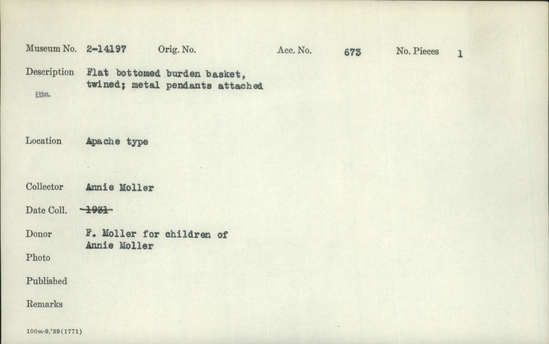 Museum No. 2-14197 Orig. No. Acc. No. 673 No. Pieces 1
Description Flat bottomed burden basket,
twined; metal pendants attached
Location Apache type
Collector Annie Moller
Date Coll. 1931
Donor F. Moller for children of
Annie Moller
Photo
Published
Remarks